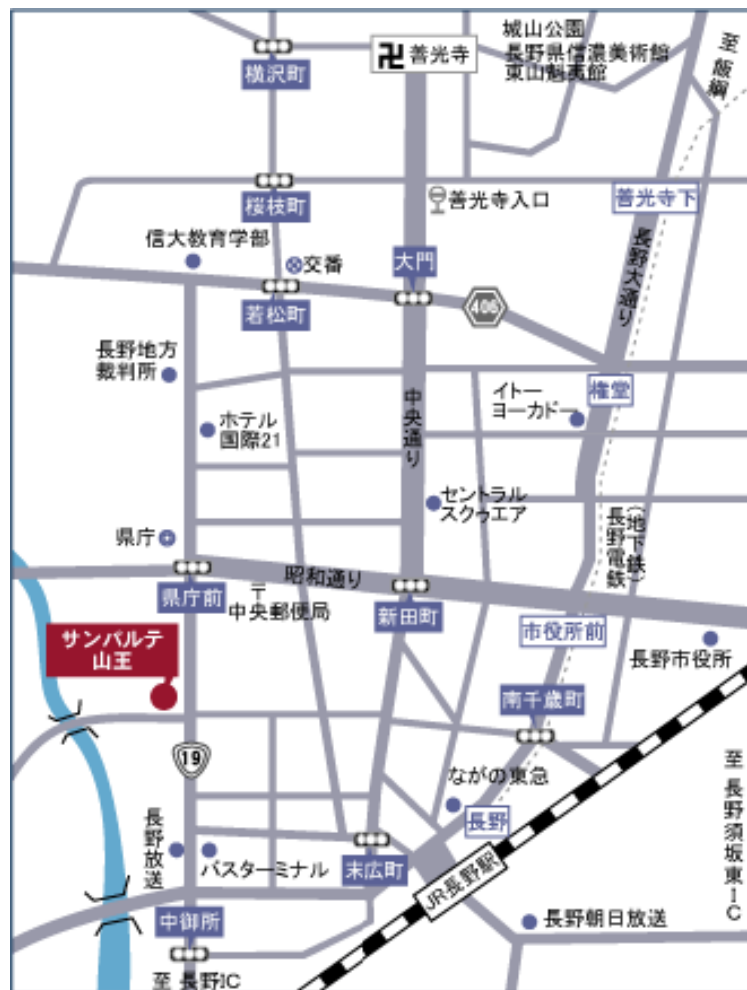 城山公園
長野県信濃美術館
東山魁夷館
至 飯綱
卍 善光寺
横沢町
桜枝町
善光寺入口
善光寺下
信大教育学部
交番
大門
長野大通り
若松町
406
長野地方
裁判所
中央通り
イトー
ヨーカドー
権堂
ホテル
国際21
セントラル
スクゥエア
長野電鉄
(地下鉄)
県庁
昭和通り
県庁前
〒
中央郵便局
新田町
市役所前
長野市役所
サンパルテ
山王
南千歳町
19
ながの東急
長野
至 長野須坂東IC
長野放送
バスターミナル
末広町
JR長野駅
中御所
長野朝日放送
至 長野IC